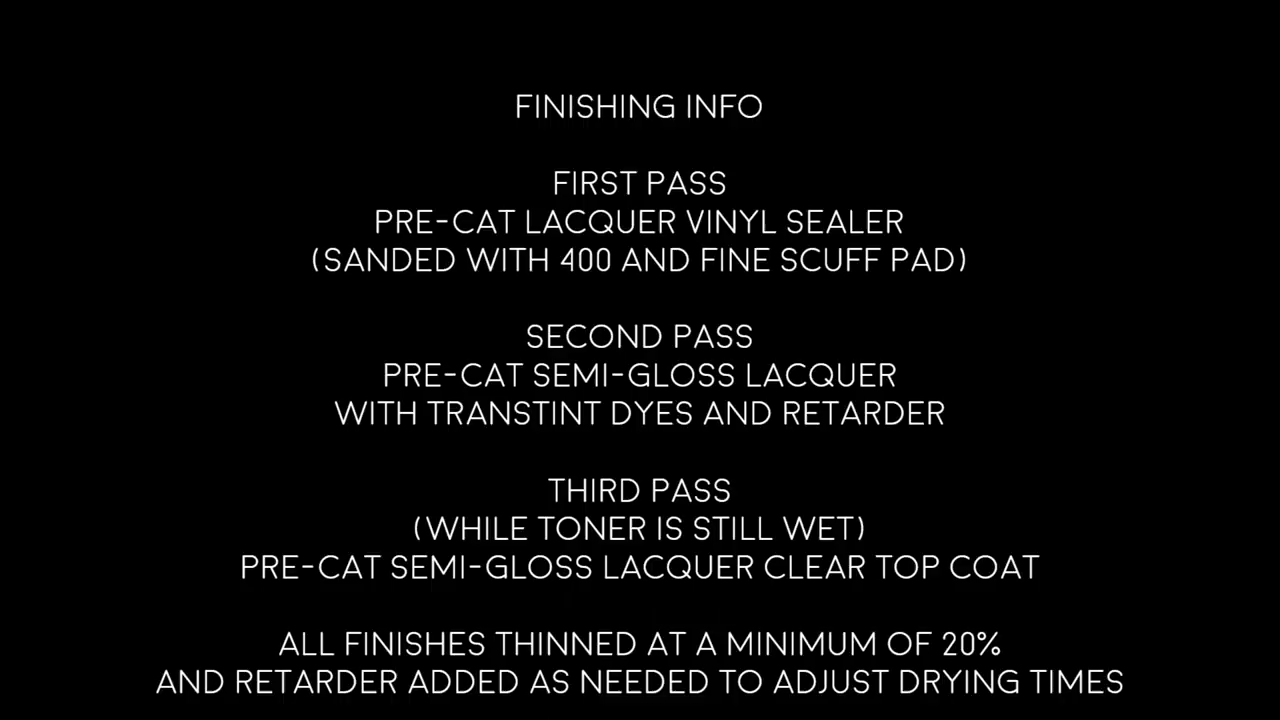 FINISHING INFO
FIRST PASS
PRE-CAT LACQUER VINYL SEALER
(SANDED WITH 400 AND FINE SCUFF PAD)
SECOND PASS
PRE-CAT SEMI-GLOSS LACQUER
WITH TRANSTINT DYES AND RETARDER
THIRD PASS
(WHILE TONER IS STILL WET)
PRE-CAT SEMI-GLOSS LACQUER CLEAR TOP COAT
ALL FINISHES THINNED AT A MINIMUM OF 20%
AND RETARDER ADDED AS NEEDED TO ADJUST DRYING TIMES